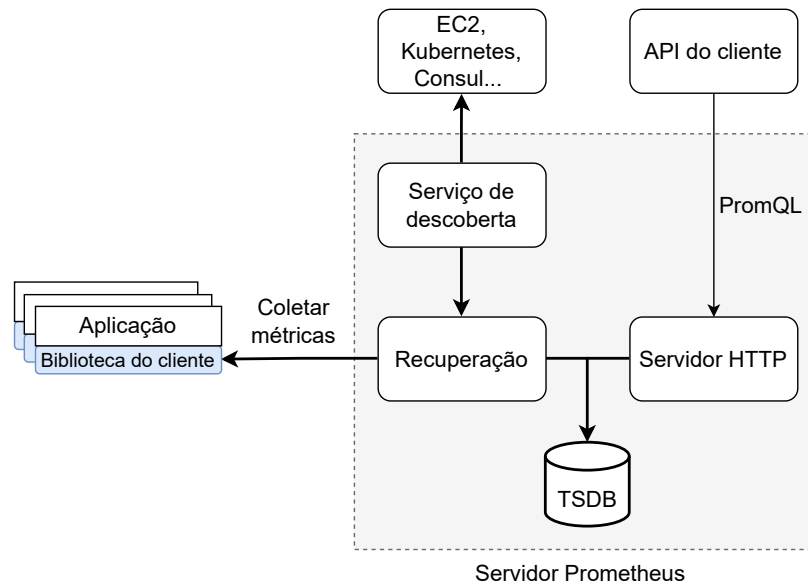 EC2,
Kubernetes,
Consul...
API do cliente
Serviço de
descoberta
PromQL
Coletar
métricas
Aplicação
Biblioteca do cliente
Recuperação
Servidor HTTP
TSDB
Servidor Prometheus